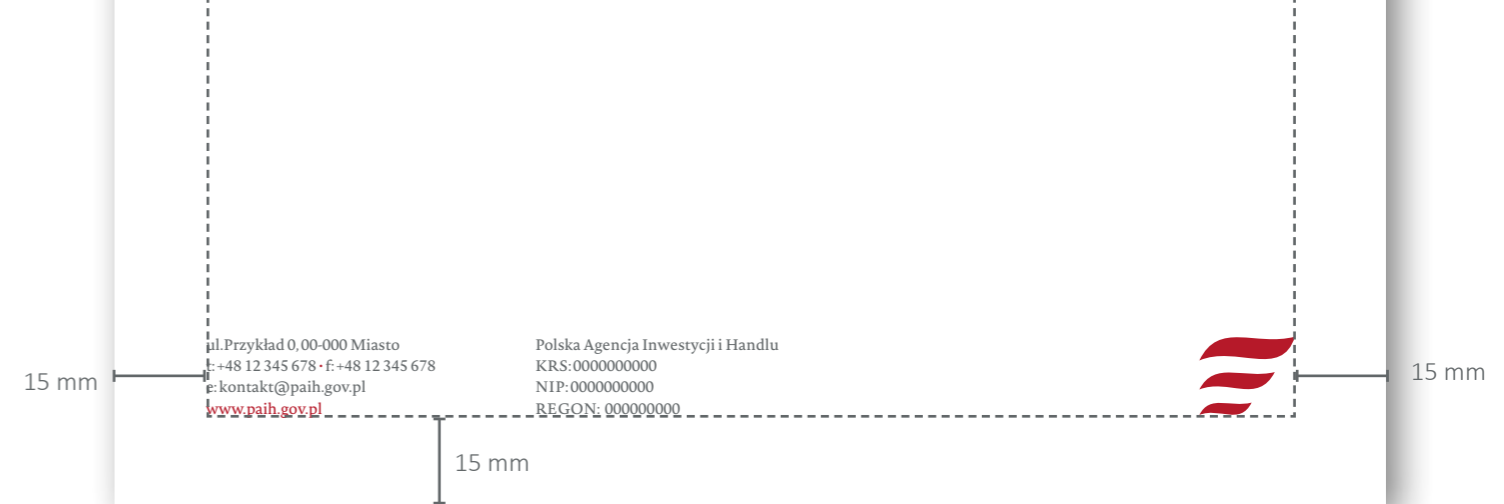 ul.Przykład 0, 00-000 Miasto
t:+48 12 345 678 • f:+48 12 345 678
e: kontakt@paih.gov.pl
www.paih.gov.pl
Polska Agencja Inwestycji i Handlu
KRS:0000000000
NIP:0000000000
REGON: 000000000
15 mm
15 mm
15 mm